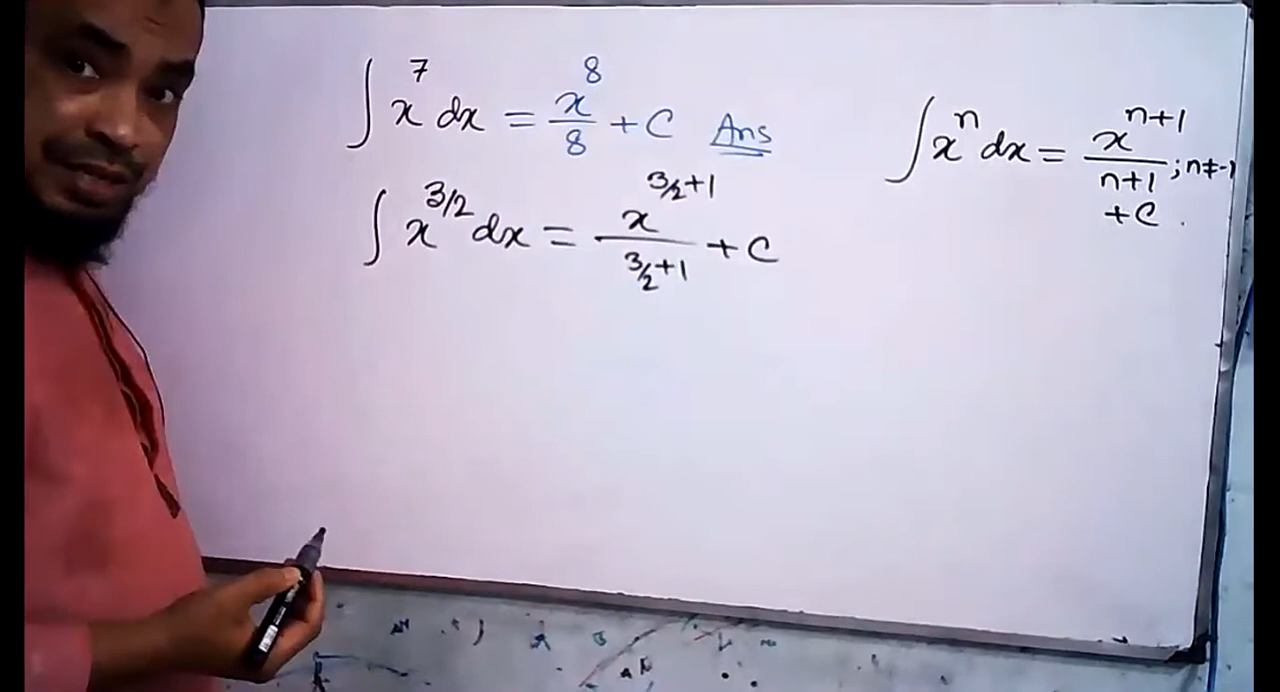 ∫ x^7 dx = x^8/8 + C Ans
∫ x^{3/2} dx = x^{3/2+1}/(3/2+1) + C
∫ x^n dx = x^{n+1}/(n+1) ; n≠-1
+ C .